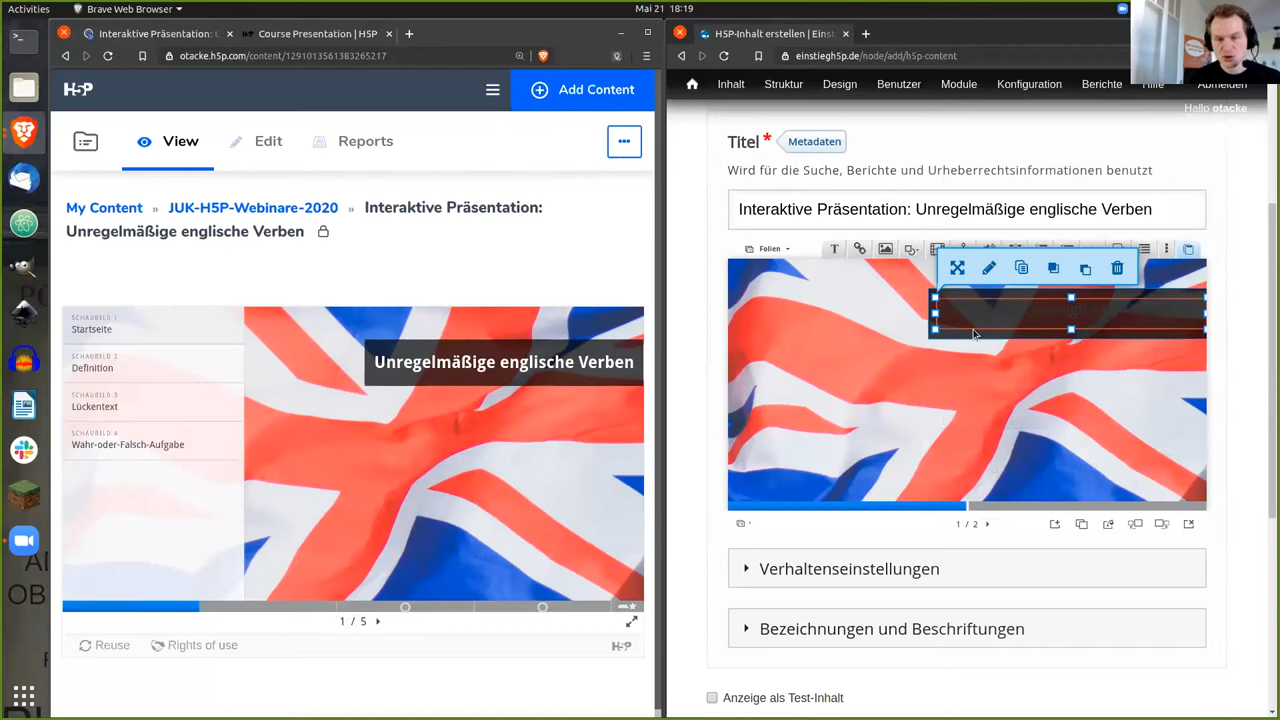 Activities
Brave Web Browser
Mai 21 18:19
Interaktive Präsentation: U
Course Presentation | H5P
H5P-Inhalt erstellen | Einst
otacke.h5p.com/content/1291013561383265217
einstiegh5p.de/node/add/h5p-content
H5P
Add Content
Inhalt Struktur Design Benutzer Module Konfiguration Berichte Hilfe Abmelden
Hallo otacke
View
Edit
Reports
Titel * Metadaten
Wird für die Suche, Berichte und Urheberrechtsinformationen benutzt
My Content » JUK-H5P-Webinare-2020 » Interaktive Präsentation:
Unregelmäßige englische Verben
Interaktive Präsentation: Unregelmäßige englische Verben
Folien
T
SCHAUBILD 1
Startseite
SCHAUBILD 2
Definition
SCHAUBILD 3
Lückentext
SCHAUBILD 4
Wahr-oder-Falsch-Aufgabe
Unregelmäßige englische Verben
1 / 5
1 / 2
Reuse
Rights of use
H5P
Verhaltenseinstellungen
Bezeichnungen und Beschriftungen
Anzeige als Test-Inhalt